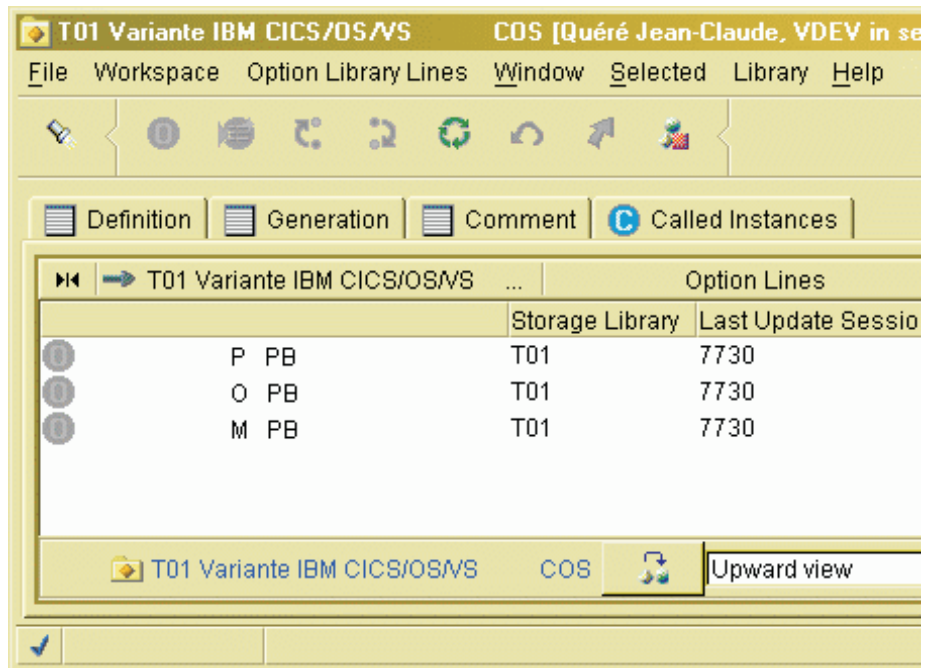 T01 Variante IBM CICS/OS/VS COS [Quéré Jean-Claude, VDEV in se
File Workspace Option Library Lines Window Selected Library Help
Definition Generation Comment C Called Instances
T01 Variante IBM CICS/OS/VS ... Option Lines
Storage Library Last Update Sessio
P PB T01 7730
O PB T01 7730
M PB T01 7730
T01 Variante IBM CICS/OS/VS COS Upward view